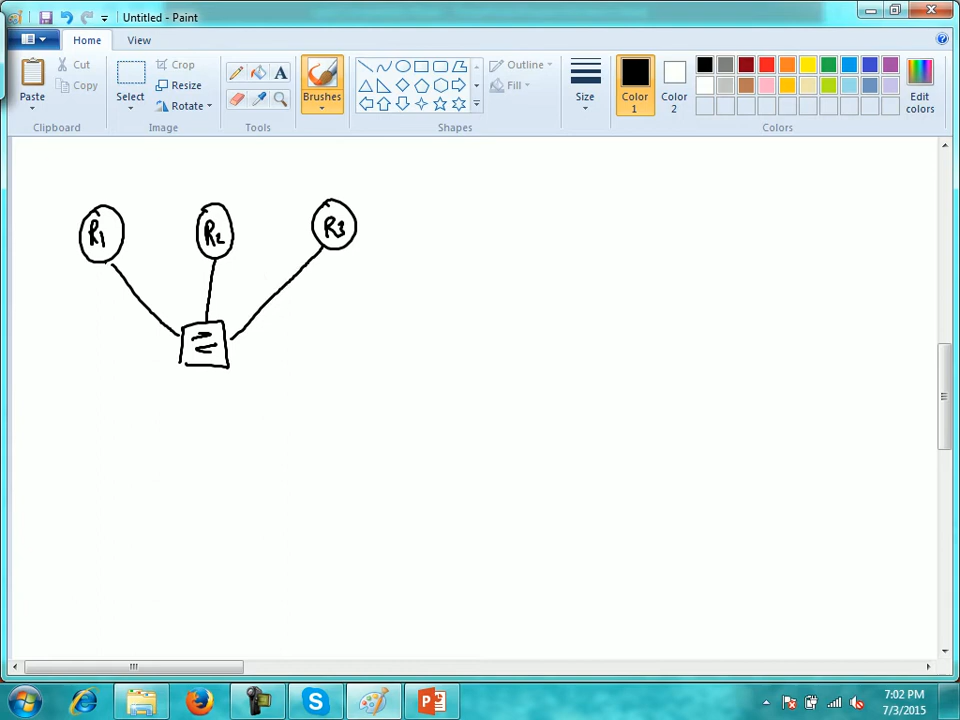 Untitled - Paint
Home
View
Paste
Cut
Copy
Clipboard
Select
Crop
Resize
Rotate
Image
Tools
A
Brushes
Outline
Fill
Shapes
Size
Color
1
Color
2
Edit
colors
Colors
R1
R2
R3
7:02 PM
7/3/2015